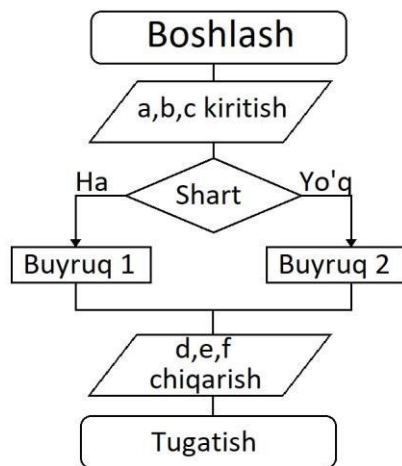 Boshlash
a,b,c kiritish
Ha
Yo'q
Shart
Buyruq 1
Buyruq 2
d,e,f
chiqarish
Tugatish